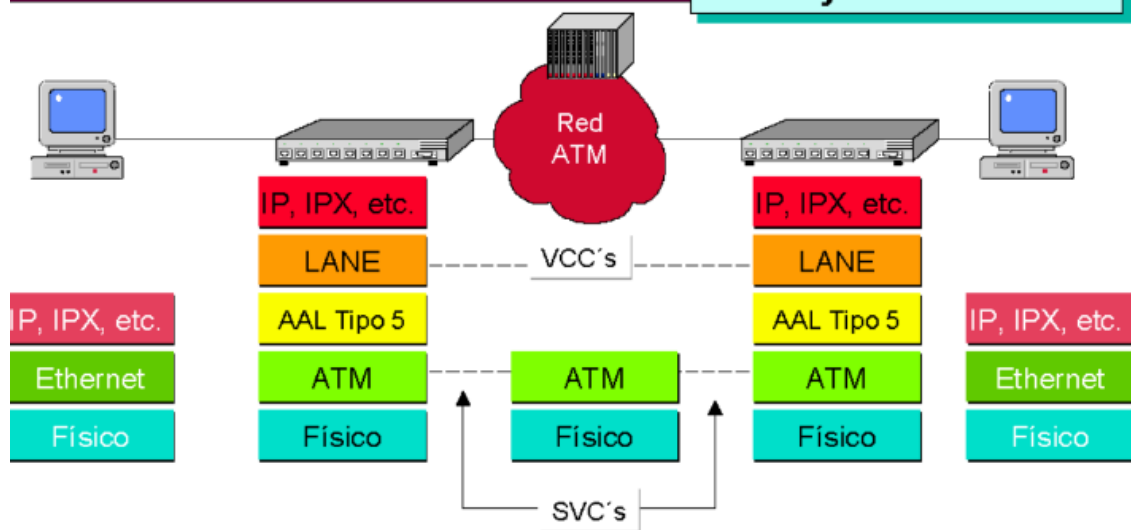 Red
ATM
IP, IPX, etc.
IP, IPX, etc.
LANE
VCC´s
LANE
IP, IPX, etc.
AAL Tipo 5
AAL Tipo 5
IP, IPX, etc.
Ethernet
ATM
ATM
ATM
Ethernet
Físico
Físico
Físico
Físico
Físico
SVC´s